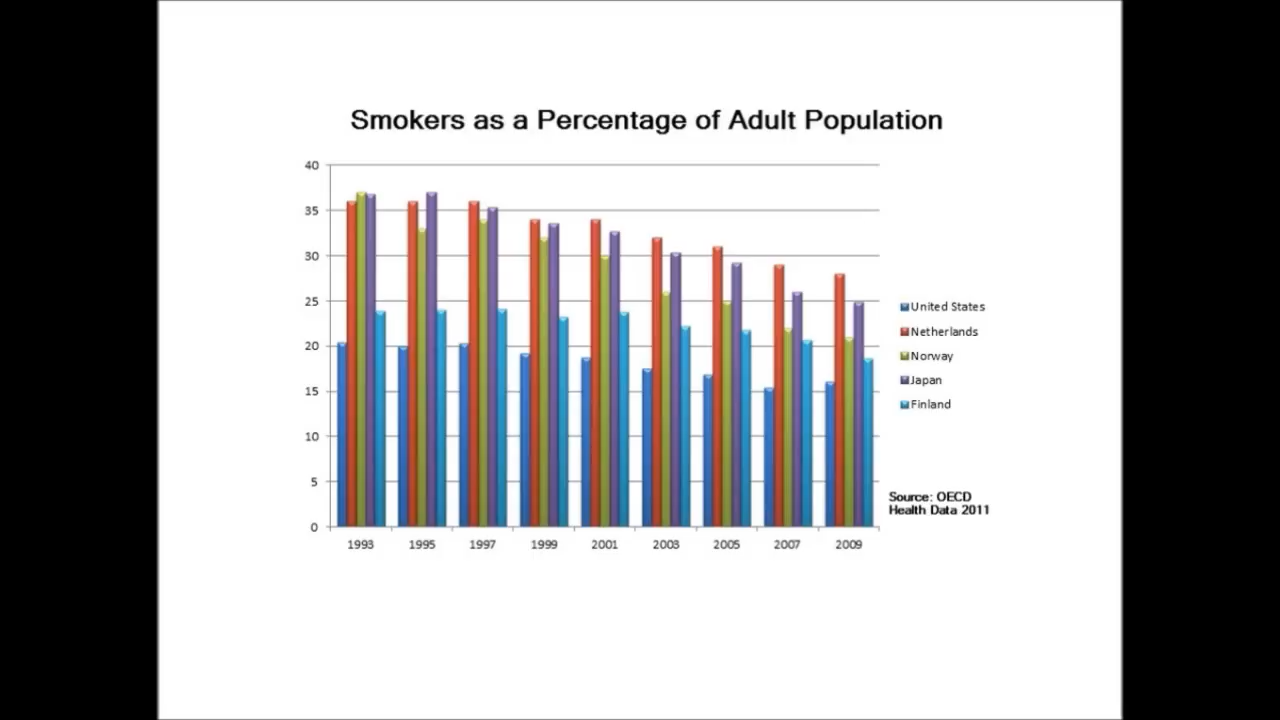 Smokers as a Percentage of Adult Population
40
35
30
25
20
15
10
5
0
1993 1995 1997 1999 2001 2003 2005 2007 2009
United States
Netherlands
Norway
Japan
Finland
Source: OECD
Health Data 2011